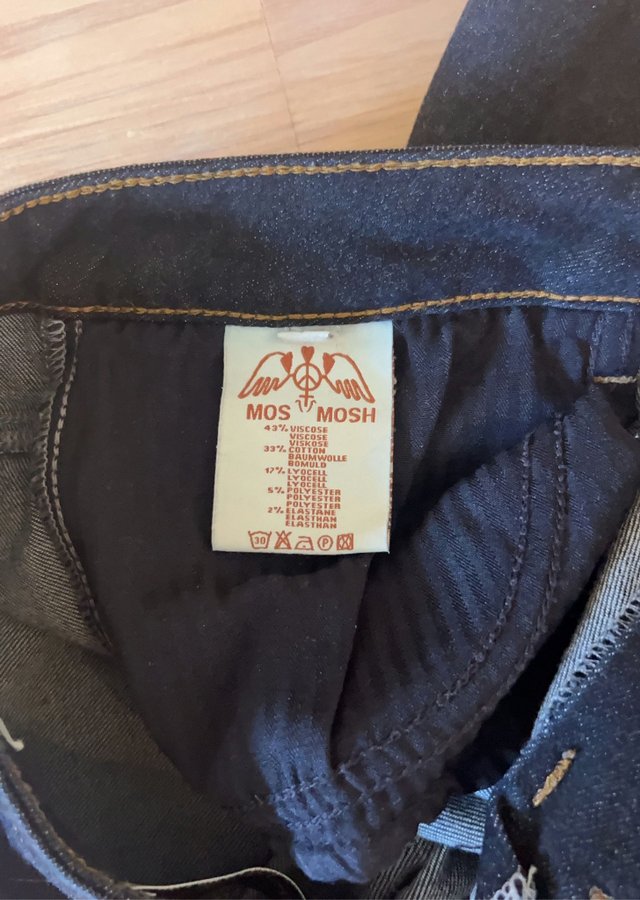 MOS MOSH
43% VISCOSE
VISCOSE
VISKOSE
33% COTTON
BAUMWOLLE
BOMULD
17% LYOCELL
LYOCELL
LYOCELL
5% POLYESTER
POLYESTER
POLYESTER
2% ELASTANE
ELASTHAN
ELASTHAN
30 P